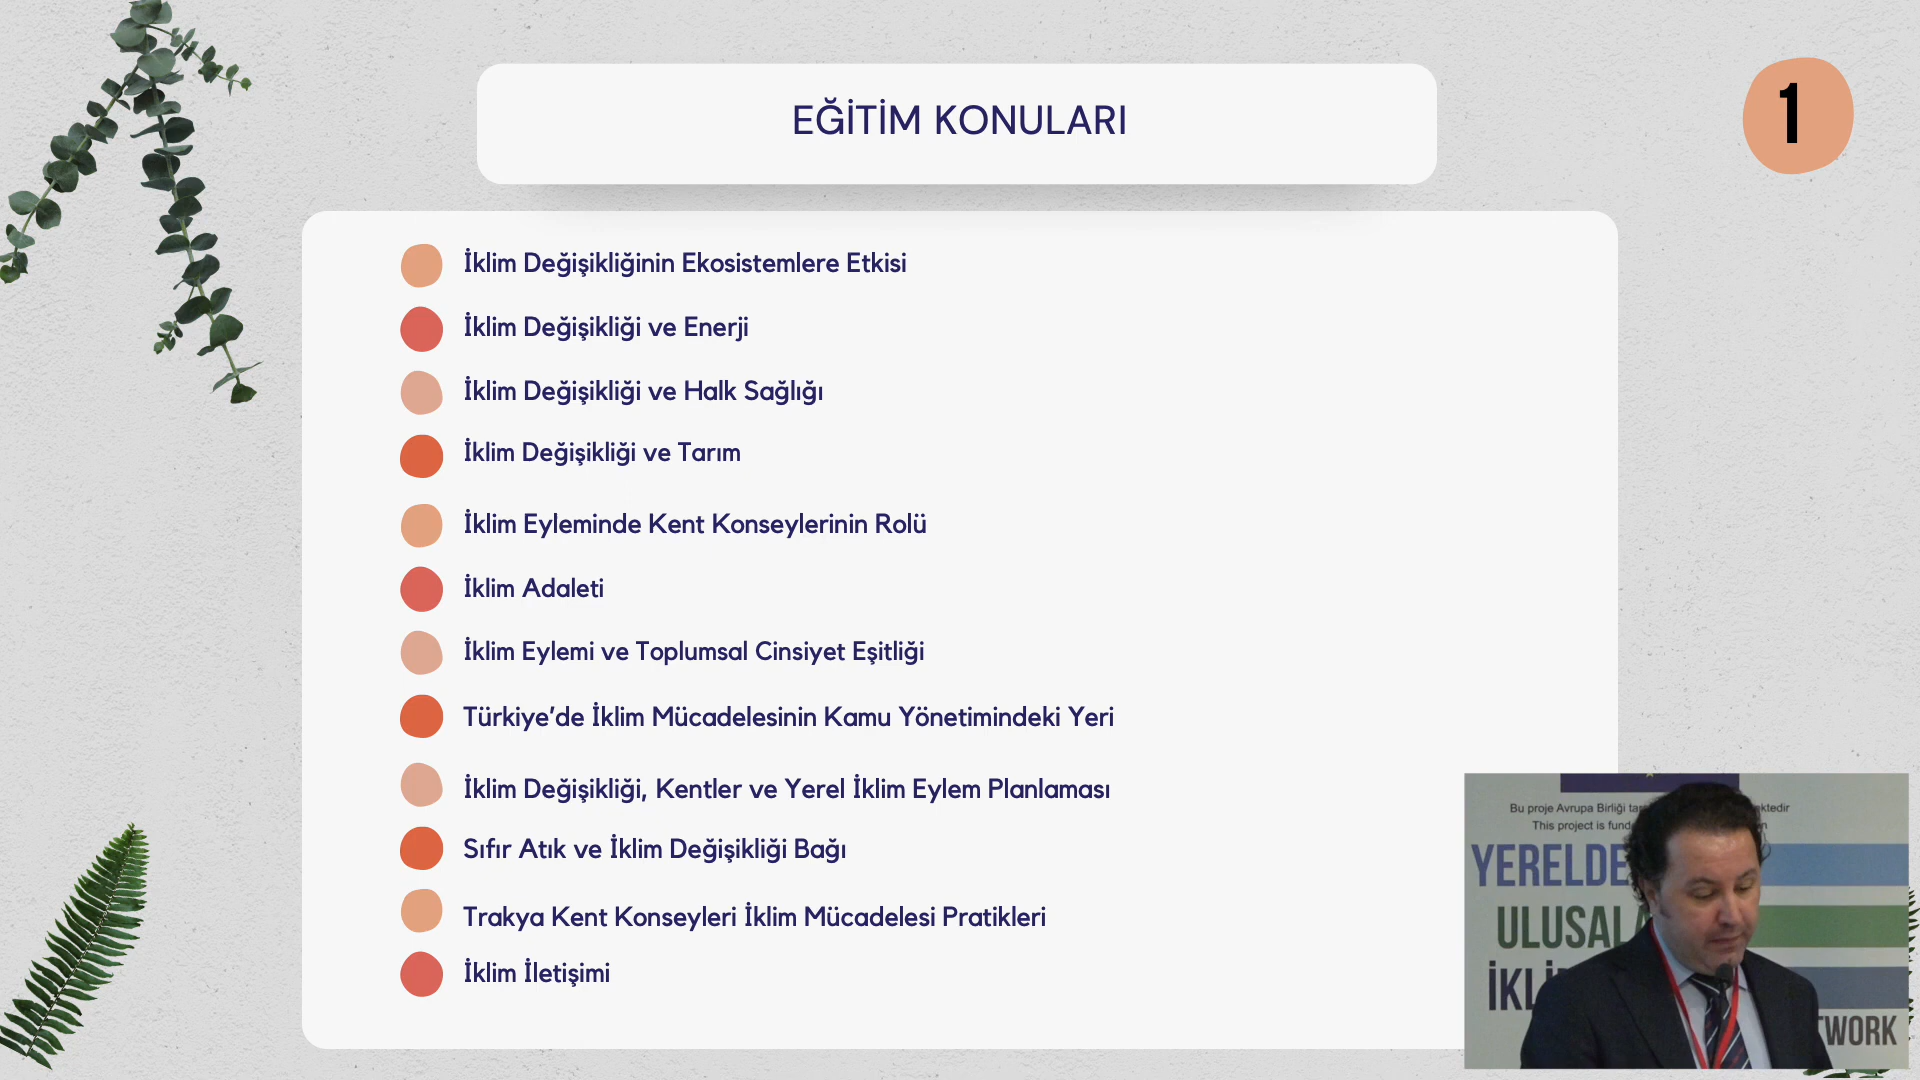 EĞİTİM KONULARI
1
İklim Değişikliğinin Ekosistemlere Etkisi
İklim Değişikliği ve Enerji
İklim Değişikliği ve Halk Sağlığı
İklim Değişikliği ve Tarım
İklim Eyleminde Kent Konseylerinin Rolü
İklim Adaleti
İklim Eylemi ve Toplumsal Cinsiyet Eşitliği
Türkiye’de İklim Mücadelesinin Kamu Yönetimindeki Yeri
İklim Değişikliği, Kentler ve Yerel İklim Eylem Planlaması
Sıfır Atık ve İklim Değişikliği Bağı
Trakya Kent Konseyleri İklim Mücadelesi Pratikleri
İklim İletişimi
Bu proje Avrupa Birliği
This project is
YERELDE
ULUSALA